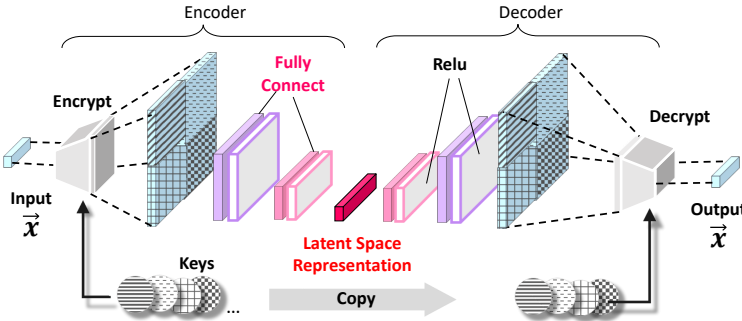 Encoder
Decoder
Fully
Connect
Relu
Encrypt
Decrypt
Input
x
Output
x
Latent Space
Representation
Keys
...
Copy